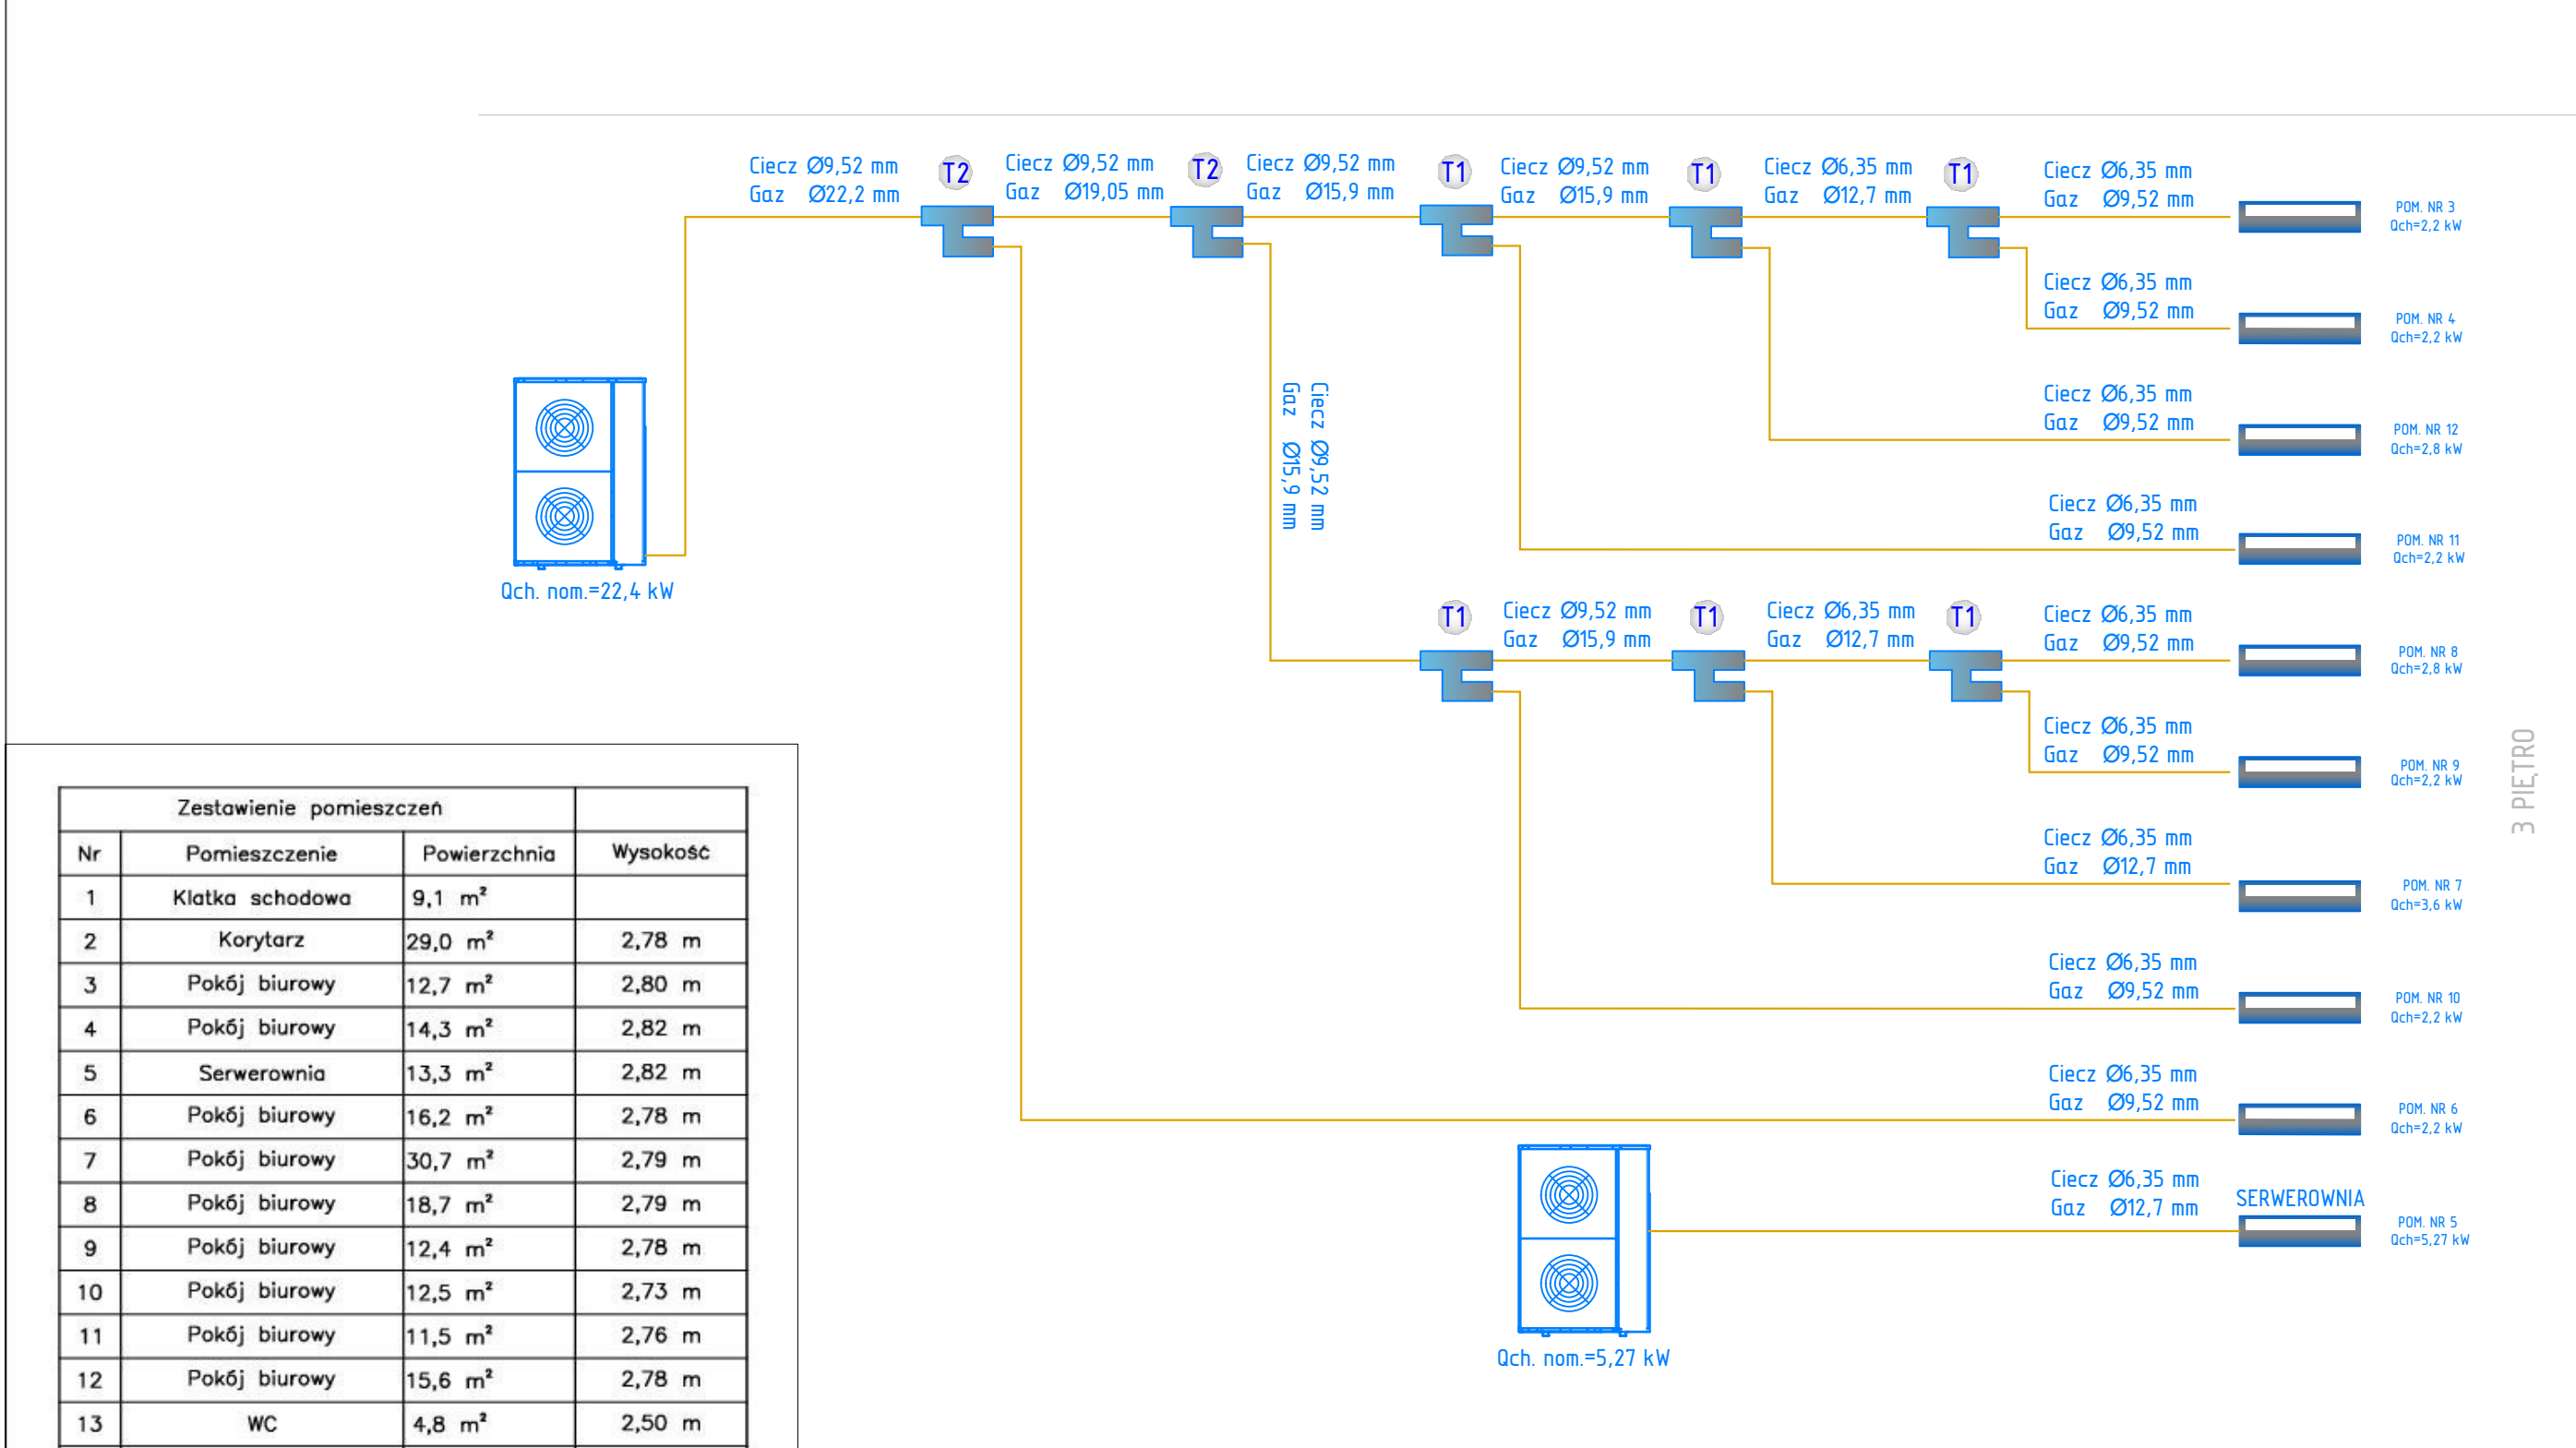 Ciecz Ø9,52 mm
Gaz Ø22,2 mm
T2
Ciecz Ø9,52 mm
Gaz Ø19,05 mm
T2
Ciecz Ø9,52 mm
Gaz Ø15,9 mm
T1
Ciecz Ø9,52 mm
Gaz Ø15,9 mm
T1
Ciecz Ø6,35 mm
Gaz Ø12,7 mm
T1
Ciecz Ø6,35 mm
Gaz Ø9,52 mm
POM. NR 3
Qch=2,2 kW
Ciecz Ø6,35 mm
Gaz Ø9,52 mm
POM. NR 4
Qch=2,2 kW
Ciecz Ø9,52 mm
Gaz Ø15,9 mm
Ciecz Ø6,35 mm
Gaz Ø9,52 mm
POM. NR 12
Qch=2,8 kW
Ciecz Ø6,35 mm
Gaz Ø9,52 mm
POM. NR 11
Qch=2,2 kW
Qch. nom.=22,4 kW
T1
Ciecz Ø9,52 mm
Gaz Ø15,9 mm
T1
Ciecz Ø6,35 mm
Gaz Ø12,7 mm
T1
Ciecz Ø6,35 mm
Gaz Ø9,52 mm
POM. NR 8
Qch=2,8 kW
Ciecz Ø6,35 mm
Gaz Ø9,52 mm
POM. NR 9
Qch=2,2 kW
3 PIĘTRO
Ciecz Ø6,35 mm
Gaz Ø12,7 mm
POM. NR 7
Qch=3,6 kW
Ciecz Ø6,35 mm
Gaz Ø9,52 mm
POM. NR 10
Qch=2,2 kW
Ciecz Ø6,35 mm
Gaz Ø9,52 mm
POM. NR 6
Qch=2,2 kW
Ciecz Ø6,35 mm
Gaz Ø12,7 mm
SERWEROWNIA
POM. NR 5
Qch=5,27 kW
Qch. nom.=5,27 kW
Zestawienie pomieszczeń
Nr Pomieszczenie Powierzchnia Wysokość
1 Klatka schodowa 9,1 m²
2 Korytarz 29,0 m² 2,78 m
3 Pokój biurowy 12,7 m² 2,80 m
4 Pokój biurowy 14,3 m² 2,82 m
5 Serwerownia 13,3 m² 2,82 m
6 Pokój biurowy 16,2 m² 2,78 m
7 Pokój biurowy 30,7 m² 2,79 m
8 Pokój biurowy 18,7 m² 2,79 m
9 Pokój biurowy 12,4 m² 2,78 m
10 Pokój biurowy 12,5 m² 2,73 m
11 Pokój biurowy 11,5 m² 2,76 m
12 Pokój biurowy 15,6 m² 2,78 m
13 WC 4,8 m² 2,50 m